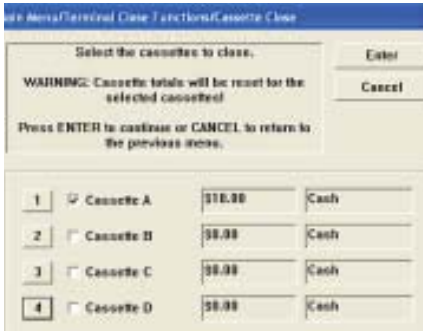 Main Menu/Terminal Close Functions/Cassette Close
Select the cassettes to close.
Enter
WARNING: Cassette totals will be reset for the
selected cassettes!
Cancel
Press ENTER to continue or CANCEL to return to
the previous menu.
1 Cassette A $10.00 Cash
2 Cassette B $0.00 Cash
3 Cassette C $0.00 Cash
4 Cassette D $0.00 Cash